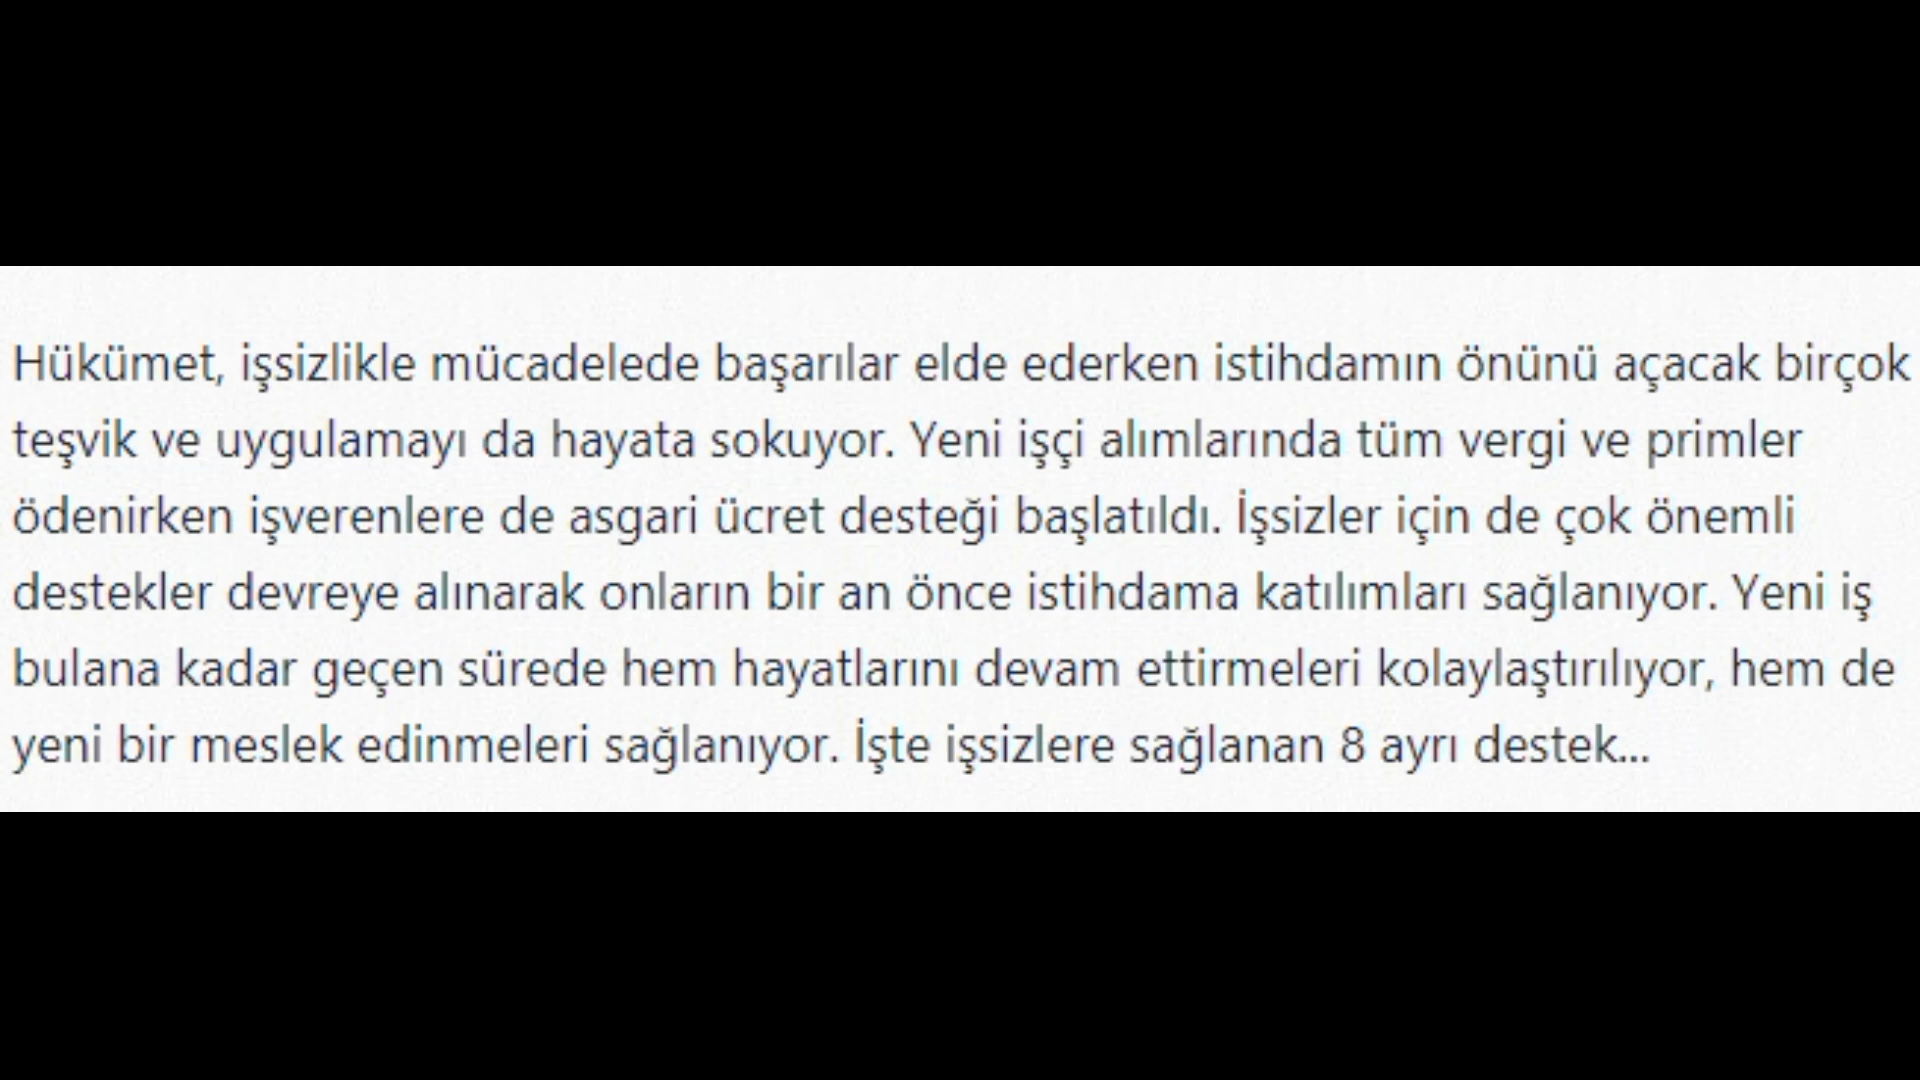 Hükümet, işsizlikle mücadelede başarılar elde ederken istihdamın önünü açacak birçok
teşvik ve uygulamayı da hayata sokuyor. Yeni işçi alımlarında tüm vergi ve primler
ödenirken işverenlere de asgari ücret desteği başlatıldı. İşsizler için de çok önemli
destekler devreye alınarak onların bir an önce istihdama katılımları sağlanıyor. Yeni iş
bulana kadar geçen sürede hem hayatlarını devam ettirmeleri kolaylaştırılıyor, hem de
yeni bir meslek edinmeleri sağlanıyor. İşte işsizlere sağlanan 8 ayrı destek...